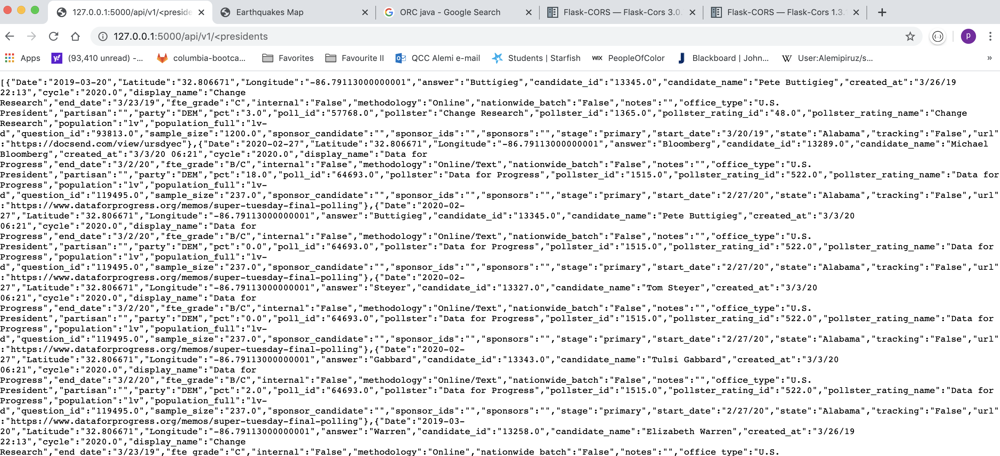 127.0.0.1:5000/api/v1/<preside
Earthquakes Map
ORC java - Google Search
Flask-CORS — Flask-Cors 3.0.
Flask-CORS — Flask-Cors 1.3.
127.0.0.1:5000/api/v1/<presidents
p
Apps
(93,410 unread) -...
columbia-bootca...
Favorites
Favourite II
QCC Alemi e-mail
Students | Starfish
WIX PeopleOfColor
Blackboard | John...
W User:Alemipiruz/s...
»
[{"Date":"2019-03-20","Latitude":"32.806671","Longitude":"-86.79113000000001","answer":"Buttigieg","candidate_id":"13345.0","candidate_name":"Pete Buttigieg","created_at":"3/26/19
22:13","cycle":"2020.0","display_name":"Change
Research","end_date":"3/23/19","fte_grade":"C","internal":"False","methodology":"Online","nationwide_batch":"False","notes":"","office_type":"U.S.
President","partisan":"","party":"DEM","pct":"3.0","poll_id":"57768.0","pollster":"Change Research","pollster_id":"1365.0","pollster_rating_id":"48.0","pollster_rating_name":"Change
Research","population":"lv","population_full":"lv-
d","question_id":"93813.0","sample_size":"1200.0","sponsor_candidate":"","sponsor_ids":"","sponsors":"","stage":"primary","start_date":"3/20/19","state":"Alabama","tracking":"False","url"
:"https://docsend.com/view/ursdyec"},{"Date":"2020-02-27","Latitude":"32.806671","Longitude":"-86.79113000000001","answer":"Bloomberg","candidate_id":"13289.0","candidate_name":"Michael
Bloomberg","created_at":"3/3/20 06:21","cycle":"2020.0","display_name":"Data for
Progress","end_date":"3/2/20","fte_grade":"B/C","internal":"False","methodology":"Online/Text","nationwide_batch":"False","notes":"","office_type":"U.S.
President","partisan":"","party":"DEM","pct":"18.0","poll_id":"64693.0","pollster":"Data for Progress","pollster_id":"1515.0","pollster_rating_id":"522.0","pollster_rating_name":"Data for
Progress","population":"lv","population_full":"lv-
d","question_id":"119495.0","sample_size":"237.0","sponsor_candidate":"","sponsor_ids":"","sponsors":"","stage":"primary","start_date":"2/27/20","state":"Alabama","tracking":"False","url"
:"https://www.dataforprogress.org/memos/super-tuesday-final-polling"},{"Date":"2020-02-
27","Latitude":"32.806671","Longitude":"-86.79113000000001","answer":"Buttigieg","candidate_id":"13345.0","candidate_name":"Pete Buttigieg","created_at":"3/3/20
06:21","cycle":"2020.0","display_name":"Data for
Progress","end_date":"3/2/20","fte_grade":"B/C","internal":"False","methodology":"Online/Text","nationwide_batch":"False","notes":"","office_type":"U.S.
President","partisan":"","party":"DEM","pct":"0.0","poll_id":"64693.0","pollster":"Data for Progress","pollster_id":"1515.0","pollster_rating_id":"522.0","pollster_rating_name":"Data for
Progress","population":"lv","population_full":"lv-
d","question_id":"119495.0","sample_size":"237.0","sponsor_candidate":"","sponsor_ids":"","sponsors":"","stage":"primary","start_date":"2/27/20","state":"Alabama","tracking":"False","url"
:"https://www.dataforprogress.org/memos/super-tuesday-final-polling"},{"Date":"2020-02-
27","Latitude":"32.806671","Longitude":"-86.79113000000001","answer":"Steyer","candidate_id":"13327.0","candidate_name":"Tom Steyer","created_at":"3/3/20
06:21","cycle":"2020.0","display_name":"Data for
Progress","end_date":"3/2/20","fte_grade":"B/C","internal":"False","methodology":"Online/Text","nationwide_batch":"False","notes":"","office_type":"U.S.
President","partisan":"","party":"DEM","pct":"0.0","poll_id":"64693.0","pollster":"Data for Progress","pollster_id":"1515.0","pollster_rating_id":"522.0","pollster_rating_name":"Data for
Progress","population":"lv","population_full":"lv-
d","question_id":"119495.0","sample_size":"237.0","sponsor_candidate":"","sponsor_ids":"","sponsors":"","stage":"primary","start_date":"2/27/20","state":"Alabama","tracking":"False","url"
:"https://www.dataforprogress.org/memos/super-tuesday-final-polling"},{"Date":"2020-02-
27","Latitude":"32.806671","Longitude":"-86.79113000000001","answer":"Gabbard","candidate_id":"13343.0","candidate_name":"Tulsi Gabbard","created_at":"3/3/20
06:21","cycle":"2020.0","display_name":"Data for
Progress","end_date":"3/2/20","fte_grade":"B/C","internal":"False","methodology":"Online/Text","nationwide_batch":"False","notes":"","office_type":"U.S.
President","partisan":"","party":"DEM","pct":"2.0","poll_id":"64693.0","pollster":"Data for Progress","pollster_id":"1515.0","pollster_rating_id":"522.0","pollster_rating_name":"Data for
Progress","population":"lv","population_full":"lv-
d","question_id":"119495.0","sample_size":"237.0","sponsor_candidate":"","sponsor_ids":"","sponsors":"","stage":"primary","start_date":"2/27/20","state":"Alabama","tracking":"False","url"
:"https://www.dataforprogress.org/memos/super-tuesday-final-polling"},{"Date":"2019-03-
20","Latitude":"32.806671","Longitude":"-86.79113000000001","answer":"Warren","candidate_id":"13258.0","candidate_name":"Elizabeth Warren","created_at":"3/26/19
22:13","cycle":"2020.0","display_name":"Change
Research","end_date":"3/23/19","fte_grade":"C","internal":"False","methodology":"Online","nationwide_batch":"False","notes":"","office_type":"U.S.